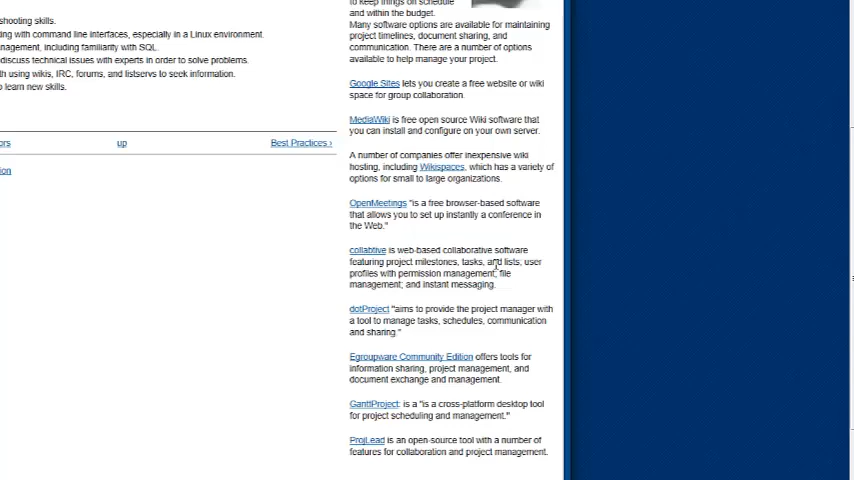 shooting skills.
ting with command line interfaces, especially in a Linux environment.
nagement, including familiarity with SQL.
discuss technical issues with experts in order to solve problems.
th using wikis, IRC, forums, and listservs to seek information.
to learn new skills.
ors up Best Practices ›
ion
to keep things on schedule
and within the budget.
Many software options are available for maintaining
project timelines, document sharing, and
communication. There are a number of options
available to help manage your project.
Google Sites lets you create a free website or wiki
space for group collaboration.
MediaWiki is free open source Wiki software that
you can install and configure on your own server.
A number of companies offer inexpensive wiki
hosting, including Wikispaces, which has a variety of
options for small to large organizations.
OpenMeetings "is a free browser-based software
that allows you to set up instantly a conference in
the Web."
collabtive is web-based collaborative software
featuring project milestones, tasks, and lists; user
profiles with permission management; file
management; and instant messaging.
dotProject "aims to provide the project manager with
a tool to manage tasks, schedules, communication
and sharing."
Egroupware Community Edition offers tools for
information sharing, project management, and
document exchange and management.
GanttProject: is a "is a cross-platform desktop tool
for project scheduling and management."
ProjLead is an open-source tool with a number of
features for collaboration and project management.